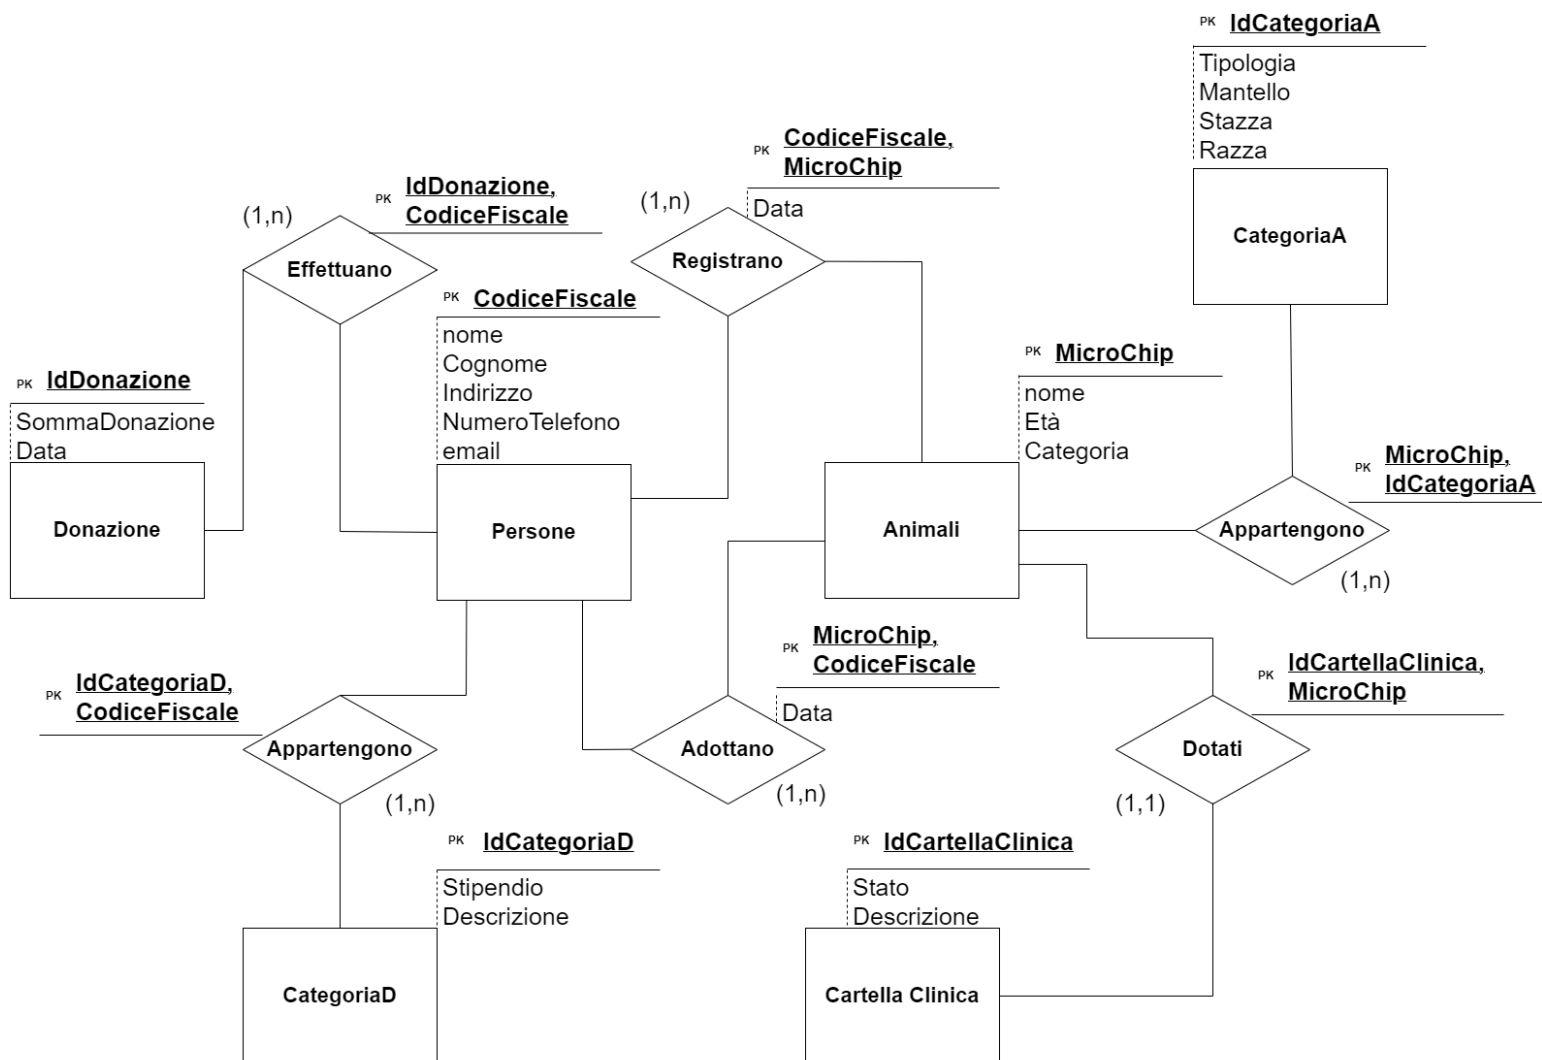 PK IdCategoriaA
Tipologia
Mantello
Stazza
Razza
CategoriaA
PK CodiceFiscale,
MicroChip
Data
(1,n)
Registrano
PK IdDonazione,
CodiceFiscale
(1,n)
Effettuano
PK CodiceFiscale
nome
Cognome
Indirizzo
NumeroTelefono
email
Persone
PK IdDonazione
SommaDonazione
Data
Donazione
PK MicroChip
nome
Età
Categoria
Animali
PK MicroChip,
IdCategoriaA
Appartengono
(1,n)
PK IdCategoriaD,
CodiceFiscale
Appartengono
(1,n)
PK MicroChip,
CodiceFiscale
Data
Adottano
(1,n)
PK IdCartellaClinica,
MicroChip
Dotati
(1,1)
PK IdCategoriaD
Stipendio
Descrizione
CategoriaD
PK IdCartellaClinica
Stato
Descrizione
Cartella Clinica